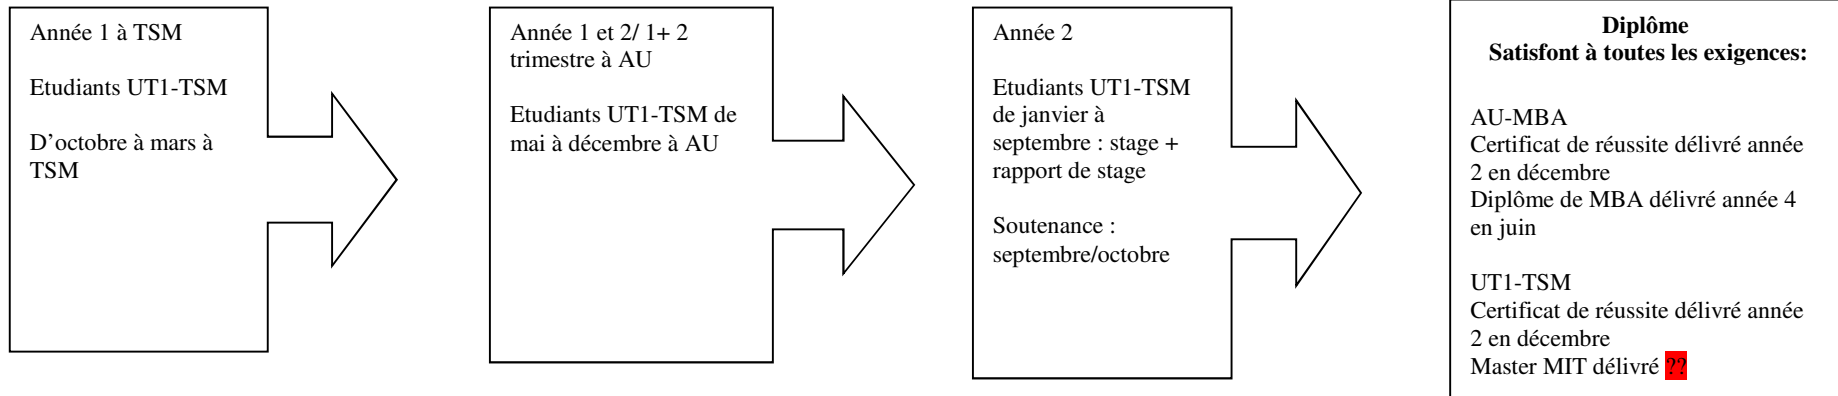 Année 1 à TSM
Etudiants UT1-TSM
D’octobre à mars à
TSM
Année 1 et 2/ 1+ 2
trimestre à AU
Etudiants UT1-TSM de
mai à décembre à AU
Année 2
Etudiants UT1-TSM
de janvier à
septembre : stage +
rapport de stage
Soutenance :
septembre/octobre
Diplôme
Satisfont à toutes les exigences:
AU-MBA
Certificat de réussite délivré année
2 en décembre
Diplôme de MBA délivré année 4
en juin
UT1-TSM
Certificat de réussite délivré année
2 en décembre
Master MIT délivré ??